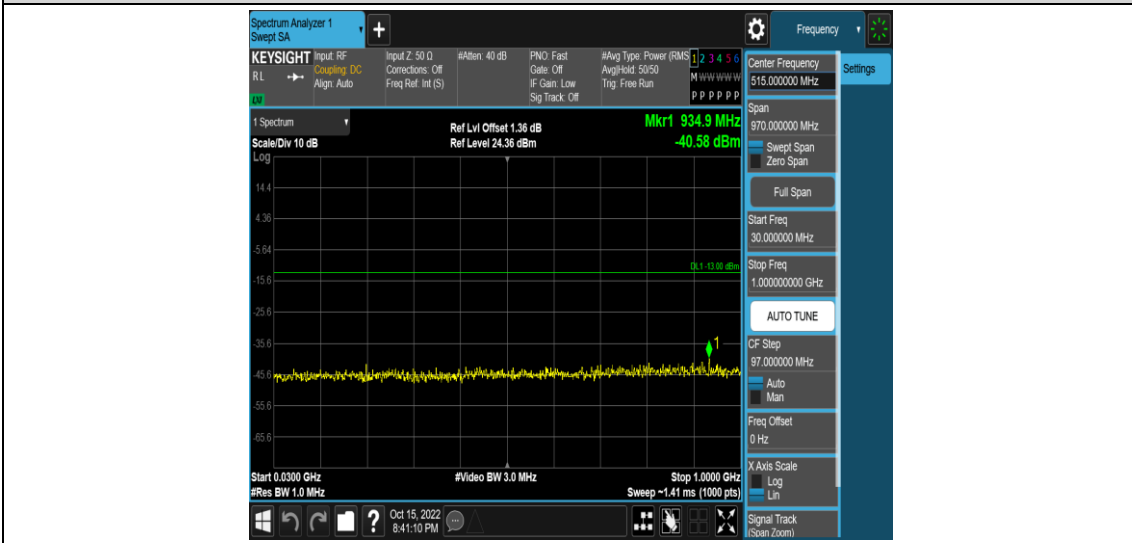 Spectrum Analyzer 1
Swept SA
Frequency
KEYSIGHT
RL
Input: RF
Coupling: DC
Align: Auto
Input Z: 50 Ω
Corrections: Off
Freq Ref: Int (S)
#Atten: 40 dB
PNO: Fast
Gate: Off
IF Gain: Low
Sig Track: Off
#Avg Type: Power (RMS
Avg|Hold: 50/50
Trig: Free Run
1 2 3 4 5 6
M W W W W W
P P P P P P
1 Spectrum
Scale/Div 10 dB
Ref Lvl Offset 1.36 dB
Ref Level 24.36 dBm
Mkr1 934.9 MHz
-40.58 dBm
Log
14.4
4.36
-5.64
DL1 -13.00 dBm
-15.6
-25.6
-35.6
1
-45.6
-55.6
-65.6
Start 0.0300 GHz
#Res BW 1.0 MHz
#Video BW 3.0 MHz
Stop 1.0000 GHz
Sweep ~1.41 ms (1000 pts)
Oct 15, 2022
8:41:10 PM
Center Frequency
515.000000 MHz
Settings
Span
970.000000 MHz
Swept Span
Zero Span
Full Span
Start Freq
30.000000 MHz
Stop Freq
1.000000000 GHz
AUTO TUNE
CF Step
97.000000 MHz
Auto
Man
Freq Offset
0 Hz
X Axis Scale
Log
Lin
Signal Track
(Span Zoom)